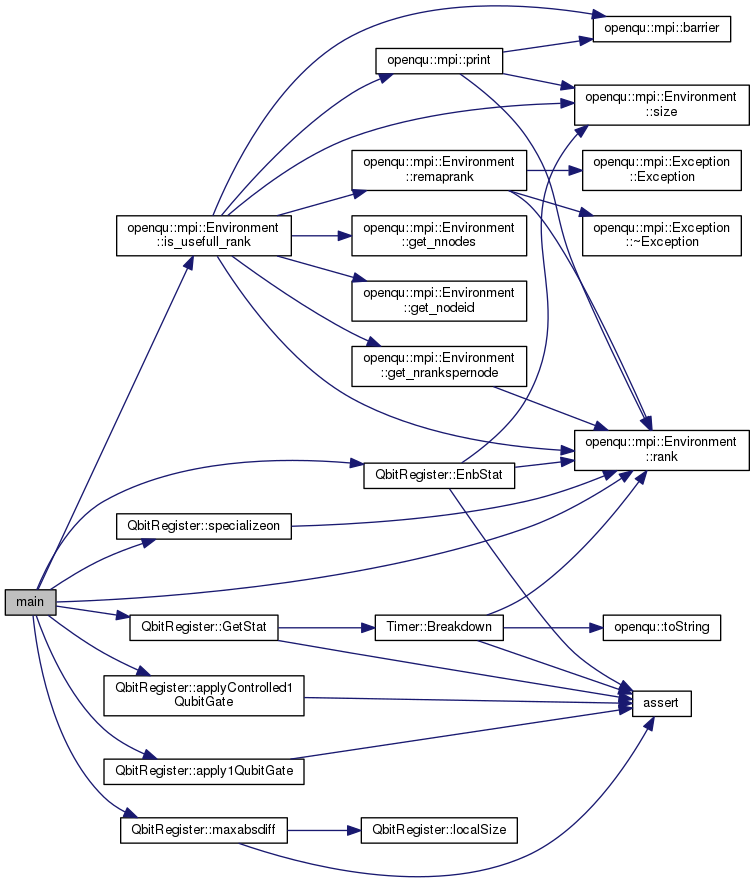 openqu::mpi::barrier
openqu::mpi::print
openqu::mpi::Environment
::size
openqu::mpi::Environment
::remaprank
openqu::mpi::Exception
::Exception
openqu::mpi::Environment
::is_usefull_rank
openqu::mpi::Environment
::get_nnodes
openqu::mpi::Exception
::~Exception
openqu::mpi::Environment
::get_nodeid
openqu::mpi::Environment
::get_nrankspernode
openqu::mpi::Environment
::rank
QbitRegister::EnbStat
QbitRegister::specializeon
main
QbitRegister::GetStat
Timer::Breakdown
openqu::toString
QbitRegister::applyControlled1
QubitGate
assert
QbitRegister::apply1QubitGate
QbitRegister::maxabsdiff
QbitRegister::localSize